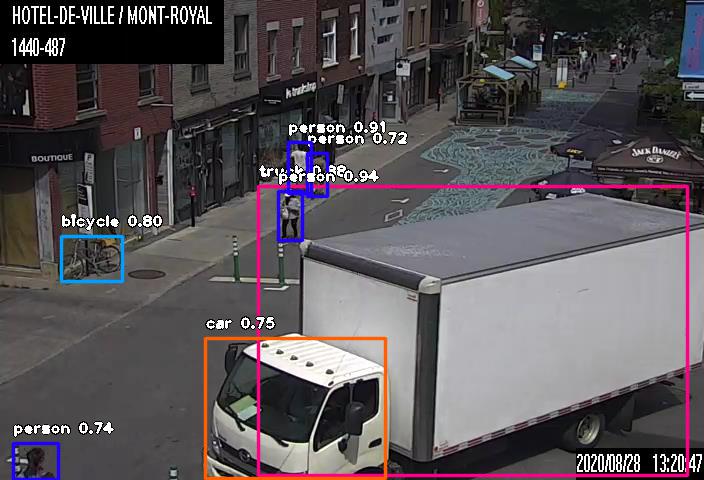 HOTEL-DE-VILLE / MONT-ROYAL
1440-487
person 0.91
person 0.72
person 0.94
BOUTIQUE
JACK DANIEL'S
bicycle 0.80
car 0.75
person 0.74
2020/08/28 13:20:47